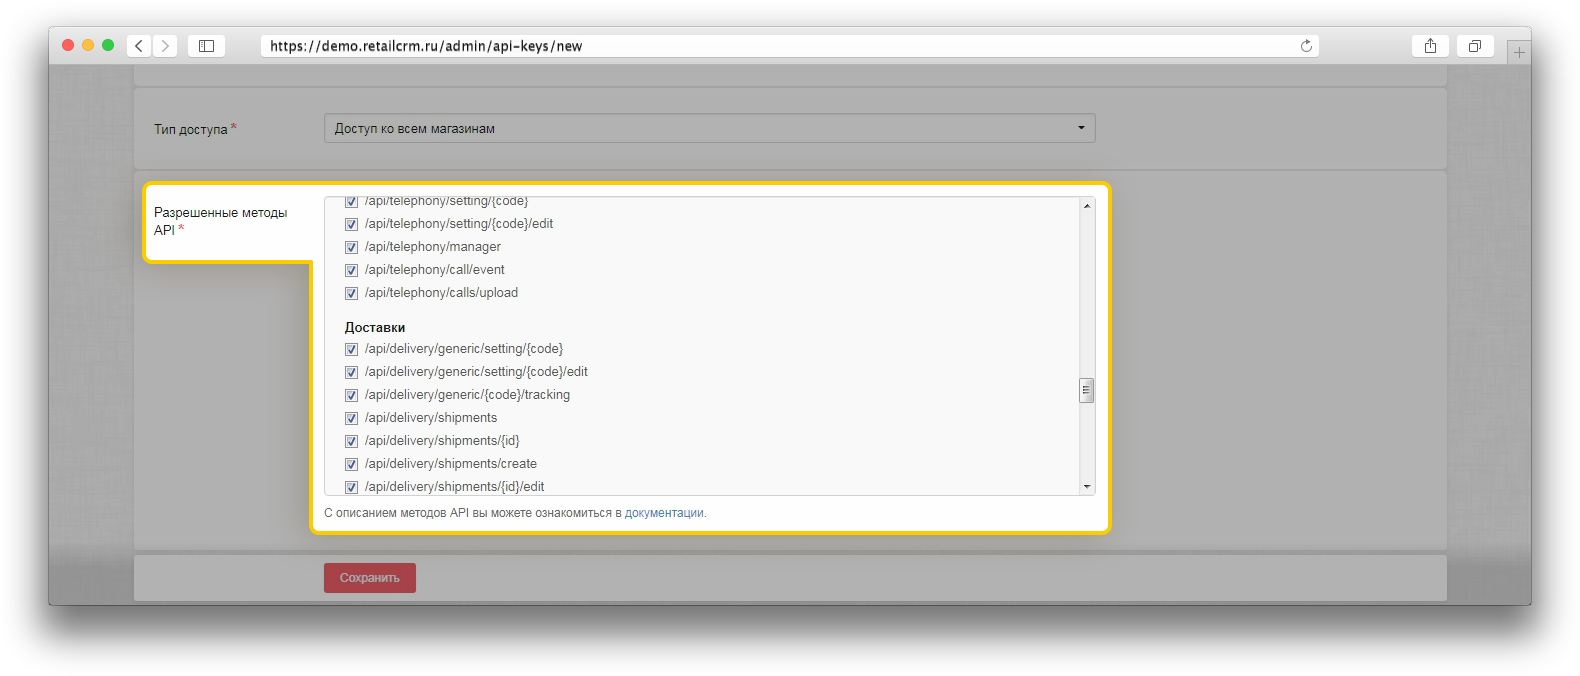 https://demo.retailcrm.ru/admin/api-keys/new
Тип доступа *
Доступ ко всем магазинам
Разрешенные методы
API *
/api/telephony/setting/{code}
/api/telephony/setting/{code}/edit
/api/telephony/manager
/api/telephony/call/event
/api/telephony/calls/upload
Доставки
/api/delivery/generic/setting/{code}
/api/delivery/generic/setting/{code}/edit
/api/delivery/generic/{code}/tracking
/api/delivery/shipments
/api/delivery/shipments/{id}
/api/delivery/shipments/create
/api/delivery/shipments/{id}/edit
С описанием методов API вы можете ознакомиться в документации.
Сохранить